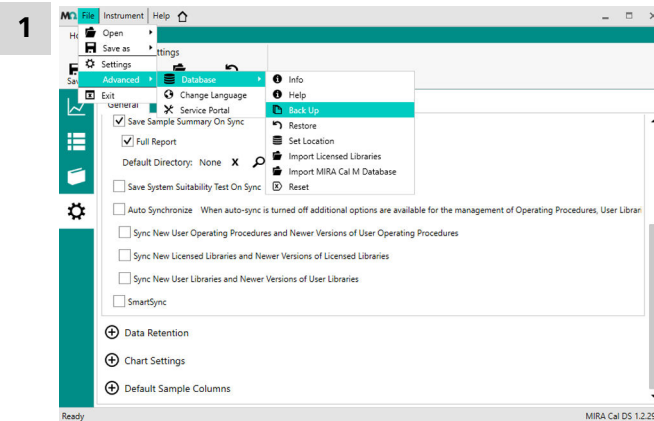 1
MΩ File Instrument Help
Open
Save as
Settings
Advanced
Exit
Database
Change Language
Service Portal
Info
Help
Back Up
Restore
Set Location
Import Licensed Libraries
Import MIRA Cal M Database
Reset
ttings
General
Save Sample Summary On Sync
Full Report
Default Directory: None X
Save System Suitability Test On Sync
Auto Synchronize When auto-sync is turned off additional options are available for the management of Operating Procedures, User Librari
Sync New User Operating Procedures and Newer Versions of User Operating Procedures
Sync New Licensed Libraries and Newer Versions of Licensed Libraries
Sync New User Libraries and Newer Versions of User Libraries
SmartSync
Data Retention
Chart Settings
Default Sample Columns
Ready MIRA Cal DS 1.2.29